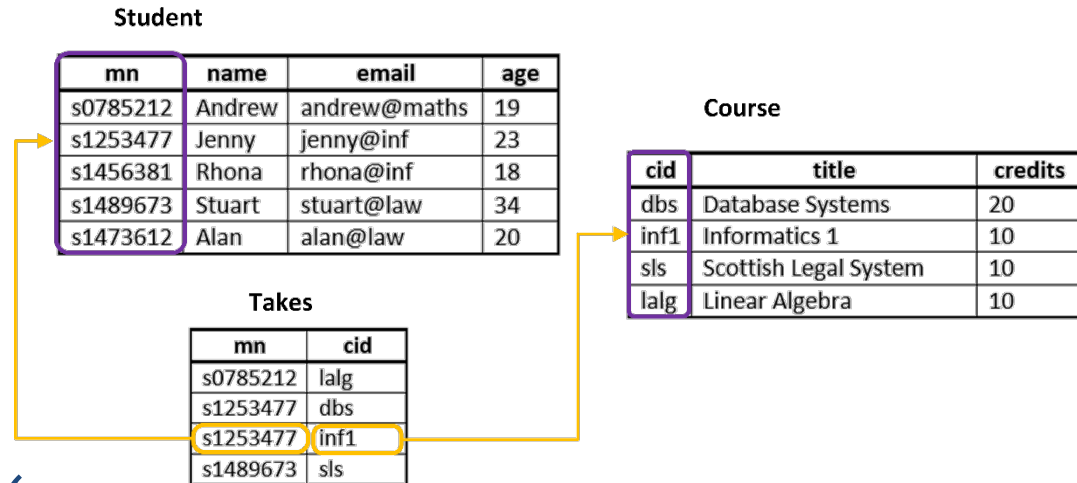 Student
mn name email age
s0785212 Andrew andrew@maths 19
s1253477 Jenny jenny@inf 23
s1456381 Rhona rhona@inf 18
s1489673 Stuart stuart@law 34
s1473612 Alan alan@law 20
Course
cid title credits
dbs Database Systems 20
inf1 Informatics 1 10
sls Scottish Legal System 10
lalg Linear Algebra 10
Takes
mn cid
s0785212 lalg
s1253477 dbs
s1253477 inf1
s1489673 sls